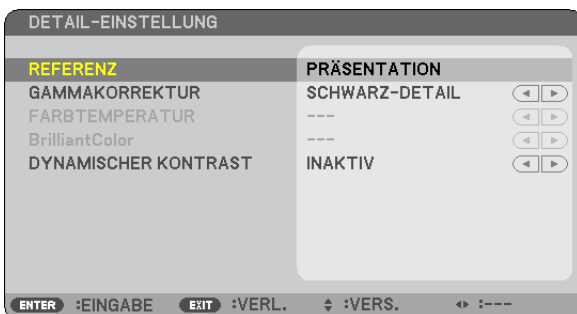 DETAIL-EINSTELLUNG
REFERENZ PRÄSENTATION
GAMMAKORREKTUR SCHWARZ-DETAIL
FARBTEMPERATUR ---
BrilliantColor ---
DYNAMISCHER KONTRAST INAKTIV
ENTER :EINGABE EXIT :VERL. :VERS. :---